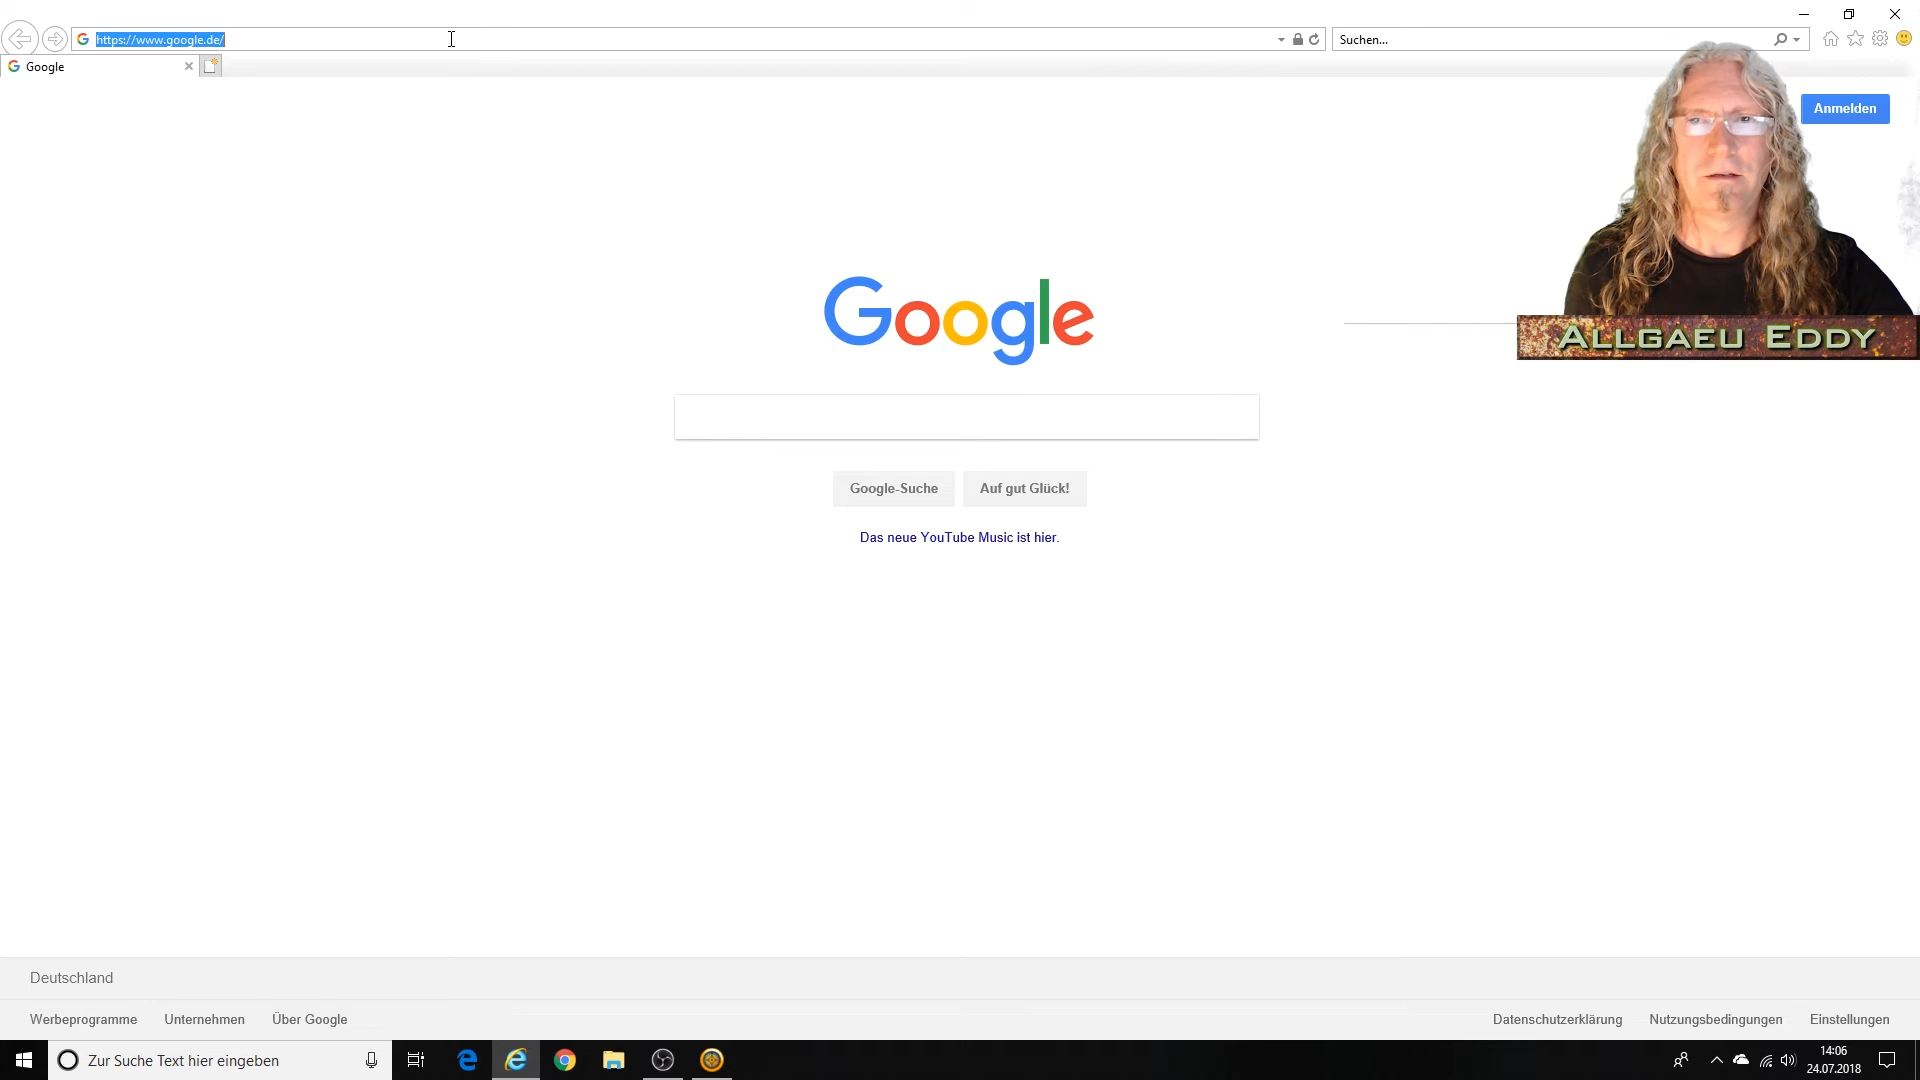 https://www.google.de/
Suchen...
Google
Anmelden
Google
ALLGAEU EDDY
Google-Suche
Auf gut Glück!
Das neue YouTube Music ist hier.
Deutschland
Werbeprogramme
Unternehmen
Über Google
Datenschutzerklärung
Nutzungsbedingungen
Einstellungen
Zur Suche Text hier eingeben
14:06
24.07.2018